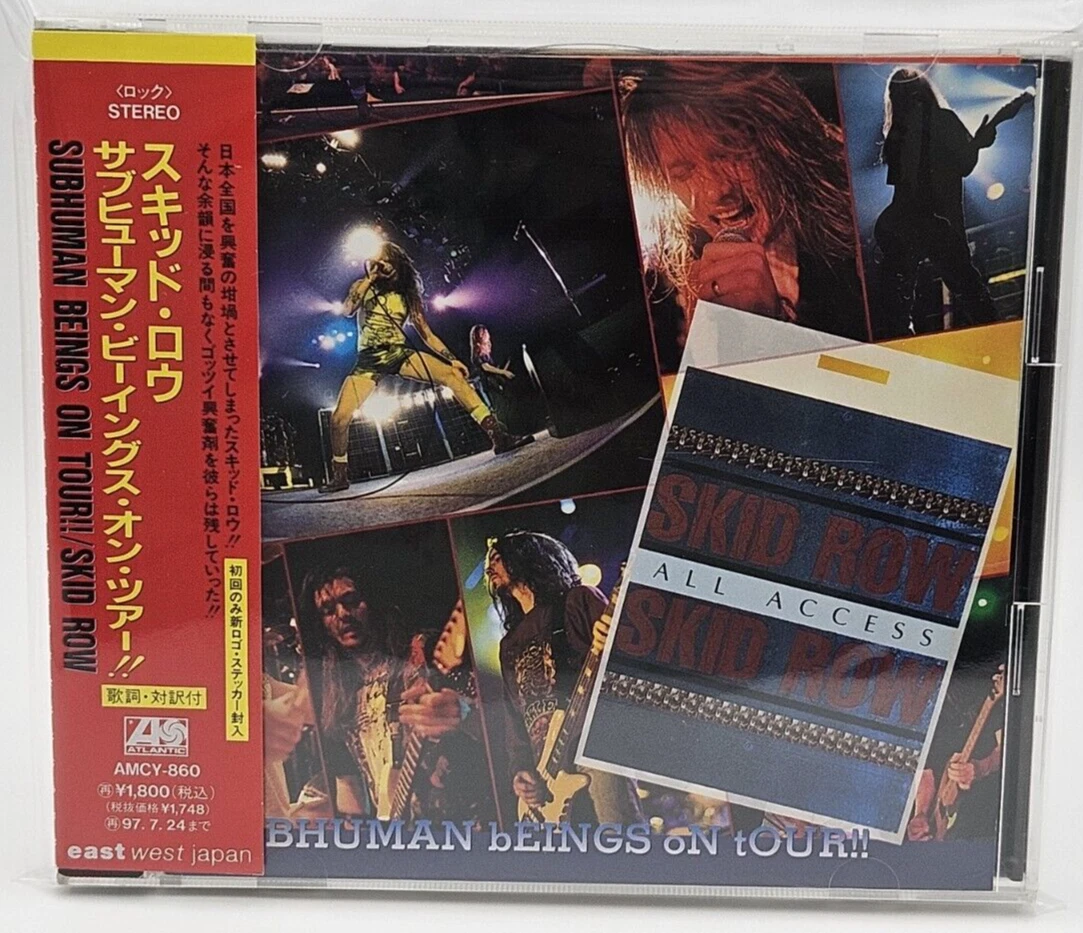 〈ロック〉
STEREO
日本全国を興奮の坩堝とさせてしまったスキッド・ロウ!!
そんな余韻に浸る間もなくゴッツイ興奮剤を彼らは残していった!!
スキッド・ロウ
サブヒューマン・ビーイングス・オン・ツアー!!
SUBHUMAN BEINGS ON TOUR!!/SKID ROW
初回のみ新ロゴ・ステッカー封入
歌詞・対訳付
ATLANTIC
AMCY-860
再¥1,800(税込)
(税抜価格¥1,748)
再97.7.24まで
east west japan
SKID ROW
ALL ACCESS
SKID ROW
BHUMAN bEINGS oN tOUR!!